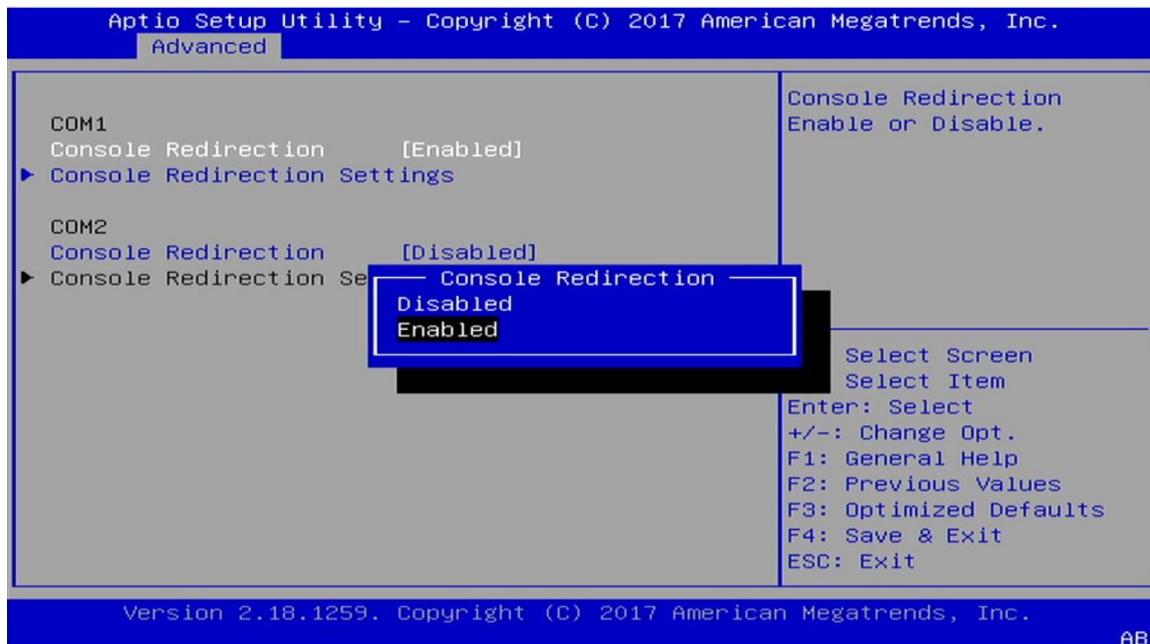 Aptio Setup Utility – Copyright (C) 2017 American Megatrends, Inc.
Advanced
COM1
Console Redirection [Enabled]
► Console Redirection Settings
COM2
Console Redirection [Disabled]
► Console Redirection Se
Console Redirection
Disabled
Enabled
Console Redirection
Enable or Disable.
Select Screen
Select Item
Enter: Select
+/-: Change Opt.
F1: General Help
F2: Previous Values
F3: Optimized Defaults
F4: Save & Exit
ESC: Exit
Version 2.18.1259. Copyright (C) 2017 American Megatrends, Inc.
AB